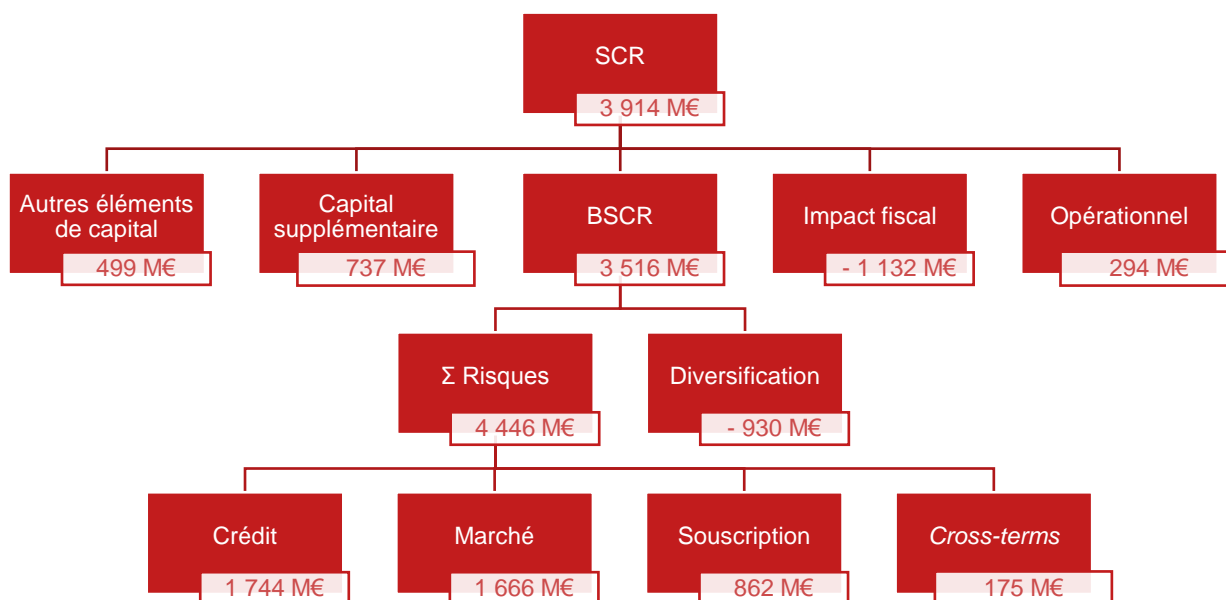 SCR
3 914 M€
Autres éléments
de capital
499 M€
Capital
supplémentaire
737 M€
BSCR
3 516 M€
Impact fiscal
- 1 132 M€
Opérationnel
294 M€
Σ Risques
4 446 M€
Diversification
- 930 M€
Crédit
1 744 M€
Marché
1 666 M€
Souscription
862 M€
Cross-terms
175 M€